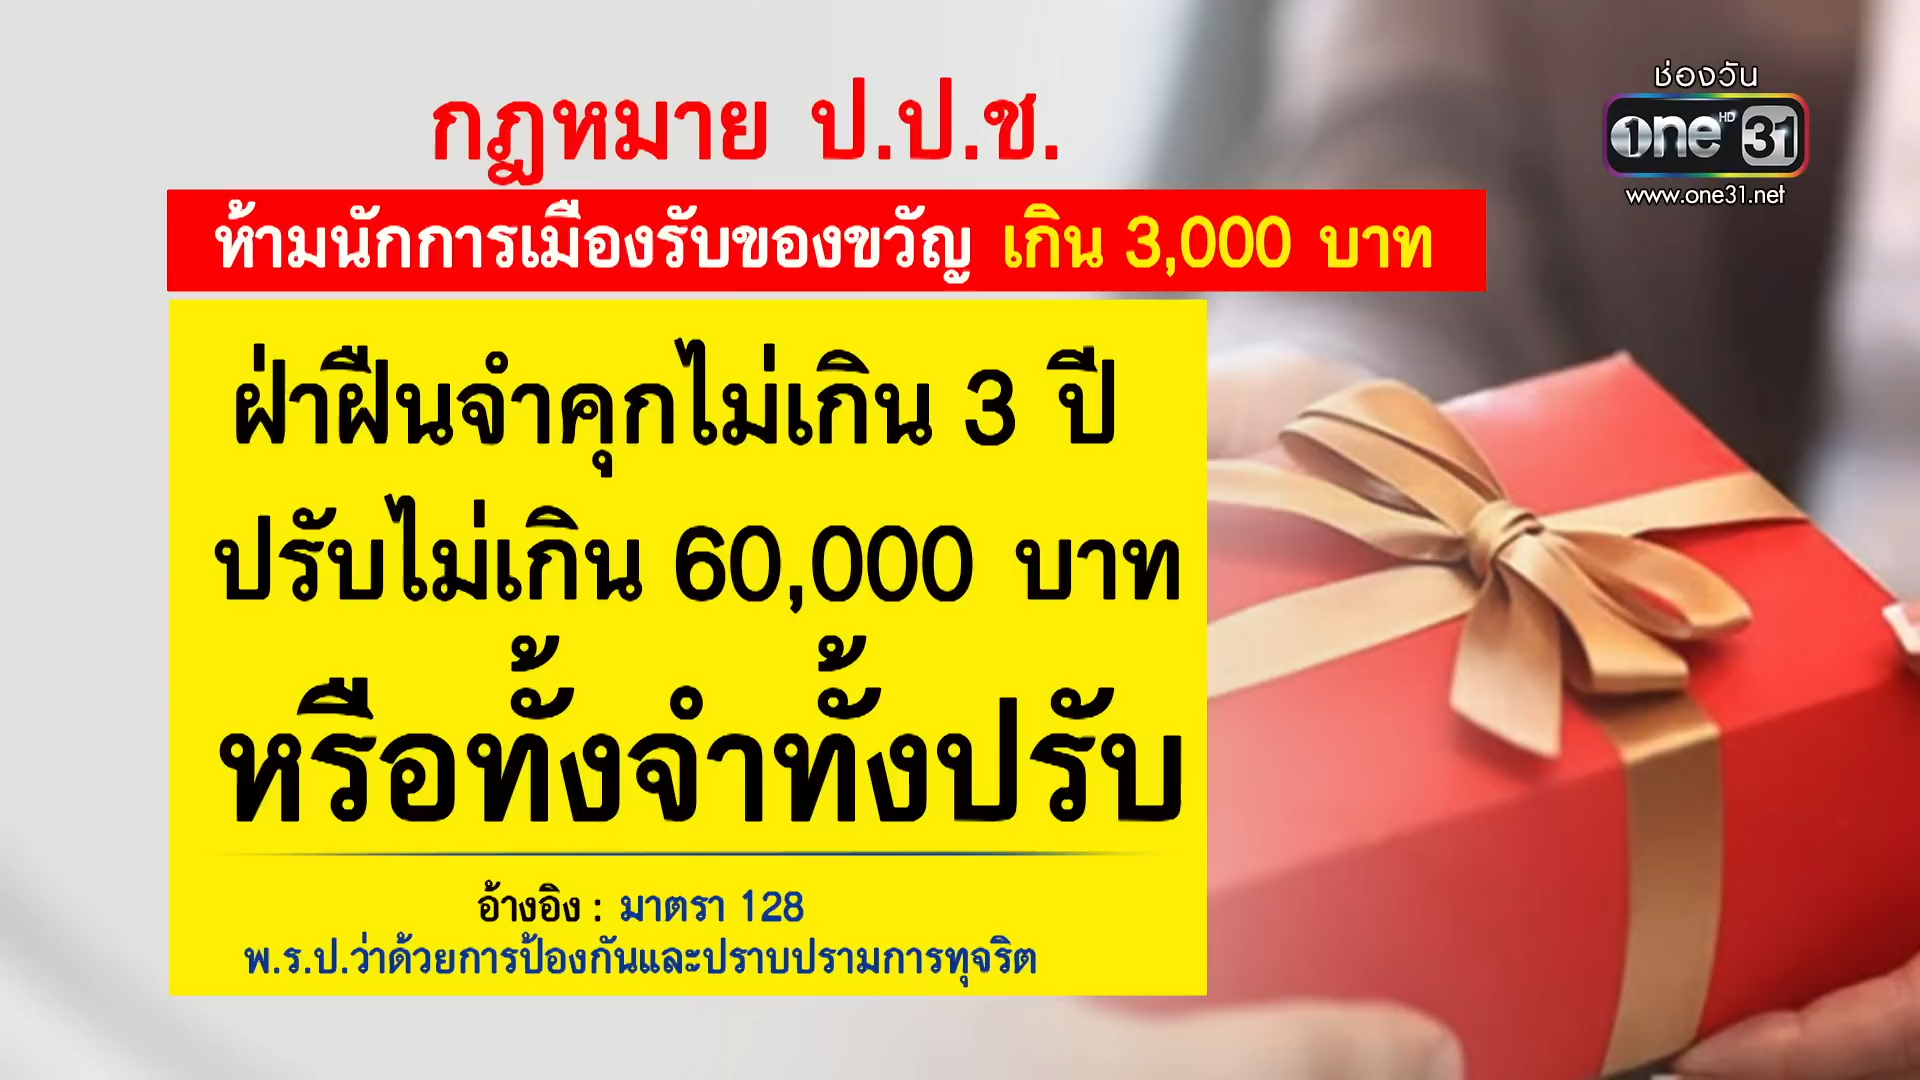 กฎหมาย ป.ป.ช.
ห้ามนักการเมืองรับของขวัญ เกิน 3,000 บาท
ฝ่าฝืนจำคุกไม่เกิน 3 ปี
ปรับไม่เกิน 60,000 บาท
หรือทั้งจำทั้งปรับ
อ้างอิง : มาตรา 128
พ.ร.ป.ว่าด้วยการป้องกันและปราบปรามการทุจริต
ช่องวัน
one HD 31
www.one31.net